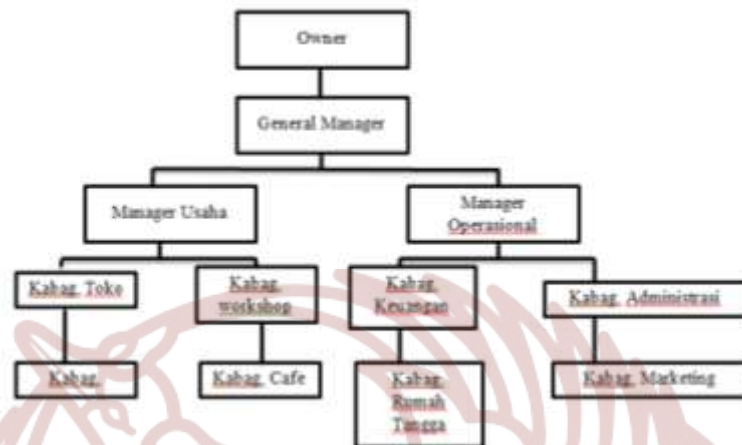 Owner
General Manager
Manager Usaha
Manager
Operasional
Kabag. Toko
Kabag.
workshop
Kabag.
Keuangan
Kabag. Administrasi
Kabag.
Kabag. Cafe
Kabag.
Rumah
Tangga
Kabag. Marketing